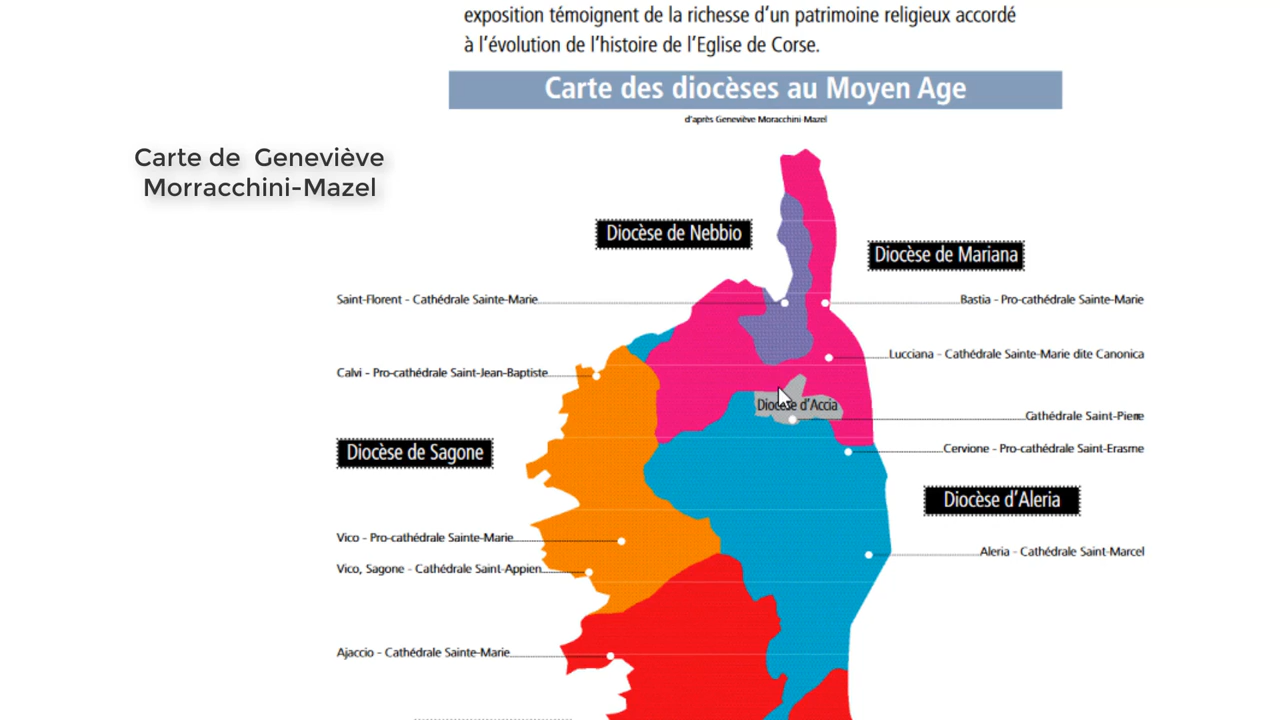 exposition témoignent de la richesse d'un patrimoine religieux accordé
à l'évolution de l'histoire de l'Eglise de Corse.
Carte des diocèses au Moyen Age
d'après Geneviève Moracchini Mazel
Carte de Geneviève
Morracchini-Mazel
Diocèse de Nebbio
Diocèse de Mariana
Saint-Florent - Cathédrale Sainte-Marie
Bastia - Pro-cathédrale Sainte-Marie
Lucciana - Cathédrale Sainte-Marie dite Canonica
Calvi - Pro-cathédrale Saint-Jean-Baptiste
Diocèse d'Accia
Cathédrale Saint-Pierre
Cervione - Pro-cathédrale Saint-Erasme
Diocèse de Sagone
Diocèse d'Aleria
Vico - Pro-cathédrale Sainte-Marie
Aleria - Cathédrale Saint-Marcel
Vico, Sagone - Cathédrale Saint-Appien
Ajaccio - Cathédrale Sainte-Marie